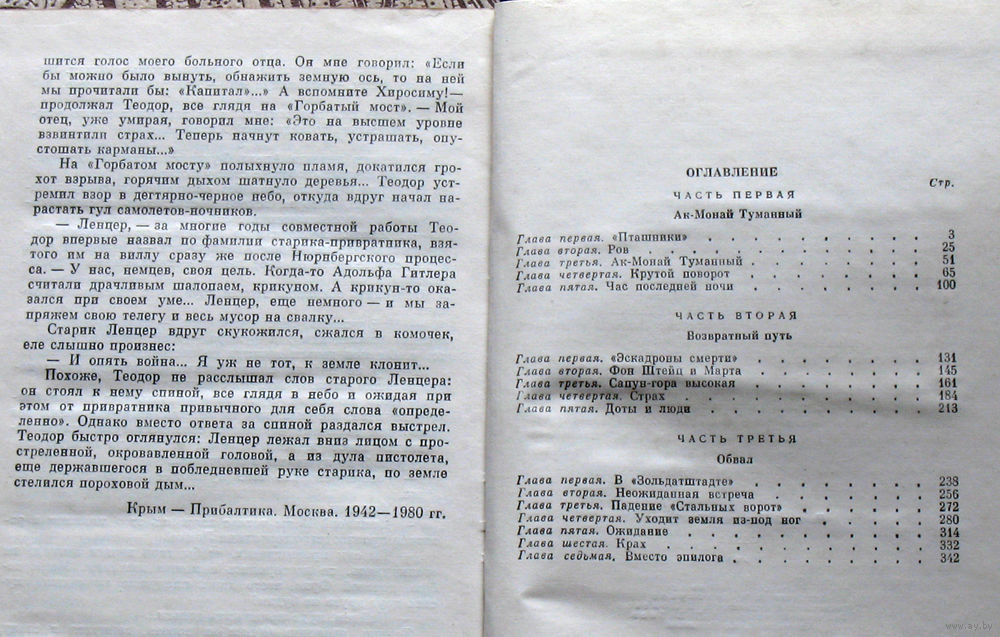 шится голос моего больного отца. Он мне говорил: «Если
бы можно было вынуть, обнажить земную ось, то на ней
мы прочитали бы: «Капитал»...» А вспомните Хиросиму!—
продолжал Теодор, все глядя на «Горбатый мост». — Мой
отец, уже умирая, говорил мне: «Это на высшем уровне
взвинтили страх... Теперь начнут ковать, устрашать, опу-
стошать карманы...»
На «Горбатом мосту» полыхнуло пламя, докатился гро-
хот взрыва, горячим дыхом шатнуло деревья... Теодор уст-
ремил взор в дегтярно-черное небо, откуда вдруг начал на-
растать гул самолетов-ночников.
— Ленцер, — за многие годы совместной работы Тео-
дор впервые назвал по фамилии старика-привратника, взя-
того им на виллу сразу же после Нюрнбергского процес-
са. — У нас, немцев, своя цель. Когда-то Адольфа Гитлера
считали драчливым шалопаем, крикуном. А крикун-то ока-
зался при своем уме... Ленцер, еще немного — и мы за-
пряжем свою телегу и весь мусор на свалку...
Старик Ленцер вдруг скукожился, сжался в комочек,
еле слышно произнес:
— И опять война... Я уж не тот, к земле клонит...
Похоже, Теодор не расслышал слов старого Ленцера:
он стоял к нему спиной, все глядя в небо и ожидая при
этом от привратника привычного для себя слова «опреде-
ленно». Однако вместо ответа за спиной раздался выстрел.
Теодор быстро оглянулся: Ленцер лежал вниз лицом с про-
стреленной, окровавленной головой, а из дула пистолета,
еще державшегося в побледневшей руке старика, по земле
стелился пороховой дым...
Крым — Прибалтика. Москва. 1942—1980 гг.
ОГЛАВЛЕНИЕ
Стр.
ЧАСТЬ ПЕРВАЯ
Ак-Монай Туманный
Глава первая. «Пташники» . . . . . . . . . 3
Глава вторая. Ров . . . . . . . . . 25
Глава третья. Ак-Монай Туманный . . . . . . . 51
Глава четвертая. Крутой поворот . . . . . . . 65
Глава пятая. Час последней ночи . . . . . . . 100
ЧАСТЬ ВТОРАЯ
Возвратный путь
Глава первая. «Эскадроны смерти» . . . . . . . 131
Глава вторая. Фон Штейц и Марта . . . . . . . 145
Глава третья. Сапун-гора высокая . . . . . . . 161
Глава четвертая. Страх . . . . . . . . 184
Глава пятая. Доты и люди . . . . . . . . 213
ЧАСТЬ ТРЕТЬЯ
Обвал
Глава первая. В «Зольдатштадте» . . . . . . . 238
Глава вторая. Неожиданная встреча . . . . . . 256
Глава третья. Падение «Стальных ворот» . . . . . 272
Глава четвертая. Уходит земля из-под ног . . . . . 280
Глава пятая. Ожидание . . . . . . . . 314
Глава шестая. Крах . . . . . . . . . 332
Глава седьмая. Вместо эпилога . . . . . . . . 342
www.ay.by